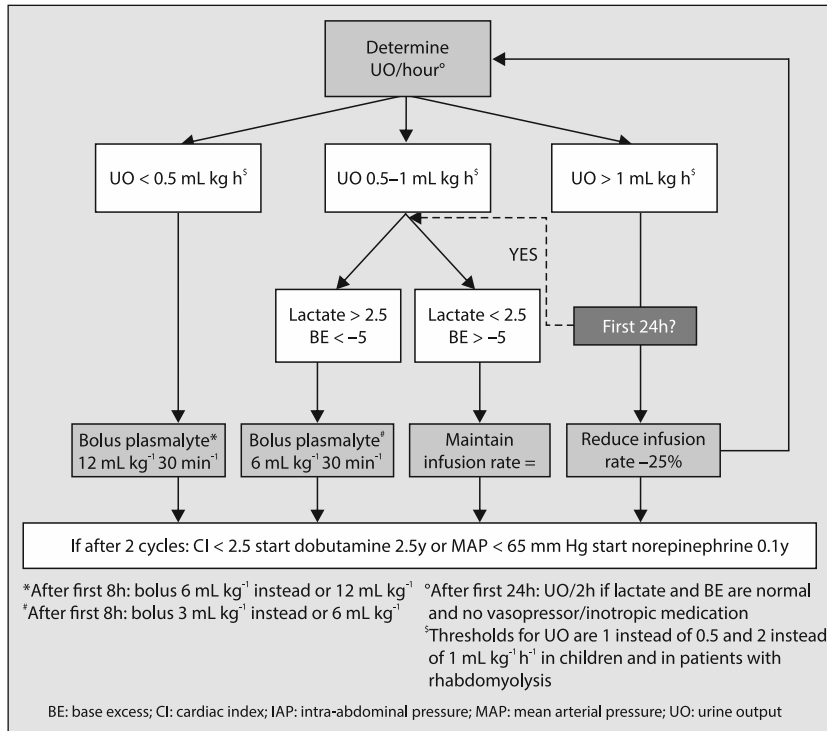 Determine
UO/hour°
UO < 0.5 mL kg h$
UO 0.5–1 mL kg h$
UO > 1 mL kg h$
YES
Lactate > 2.5
BE < –5
Lactate < 2.5
BE > –5
First 24h?
Bolus plasmalyte*
12 mL kg⁻¹ 30 min⁻¹
Bolus plasmalyte#
6 mL kg⁻¹ 30 min⁻¹
Maintain
infusion rate =
Reduce infusion
rate –25%
If after 2 cycles: CI < 2.5 start dobutamine 2.5y or MAP < 65 mm Hg start norepinephrine 0.1y
*After first 8h: bolus 6 mL kg⁻¹ instead or 12 mL kg⁻¹
#After first 8h: bolus 3 mL kg⁻¹ instead or 6 mL kg⁻¹
°After first 24h: UO/2h if lactate and BE are normal
and no vasopressor/inotropic medication
$Thresholds for UO are 1 instead of 0.5 and 2 instead
of 1 mL kg⁻¹ h⁻¹ in children and in patients with
rhabdomyolysis
BE: base excess; CI: cardiac index; IAP: intra-abdominal pressure; MAP: mean arterial pressure; UO: urine output